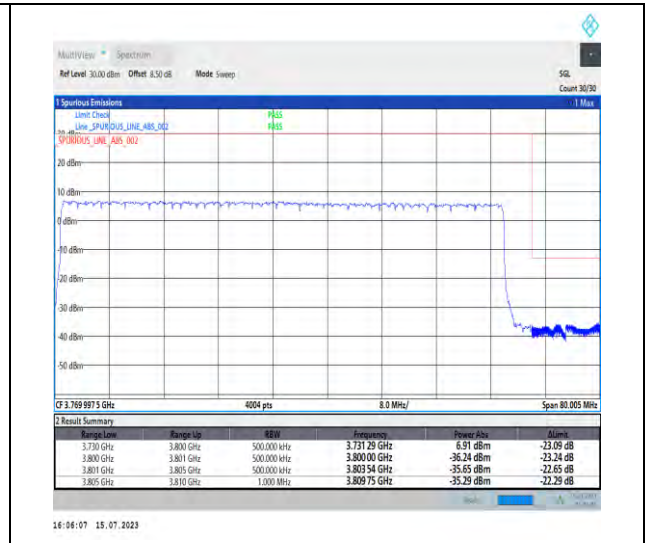 MultiView Spectrum
Ref Level 30.00 dBm Offset 8.50 dB Mode Sweep SGL
Count 30/30
1 Spurious Emissions 1 Max
Limit Check PASS
Line _SPURIOUS_LINE_ABS_002 PASS
_SPURIOUS_LINE_ABS_002
20 dBm
10 dBm
0 dBm
-10 dBm
-20 dBm
-30 dBm
-40 dBm
-50 dBm
CF 3.769 997 5 GHz 4004 pts 8.0 MHz/ Span 80.005 MHz
2 Result Summary
Range Low Range Up RBW Frequency Power Abs ΔLimit
3.730 GHz 3.800 GHz 500.000 kHz 3.731 29 GHz 6.91 dBm -23.09 dB
3.800 GHz 3.801 GHz 500.000 kHz 3.800 00 GHz -36.24 dBm -23.24 dB
3.801 GHz 3.805 GHz 500.000 kHz 3.803 54 GHz -35.65 dBm -22.65 dB
3.805 GHz 3.810 GHz 1.000 MHz 3.809 75 GHz -35.29 dBm -22.29 dB
16:06:07 15.07.2023